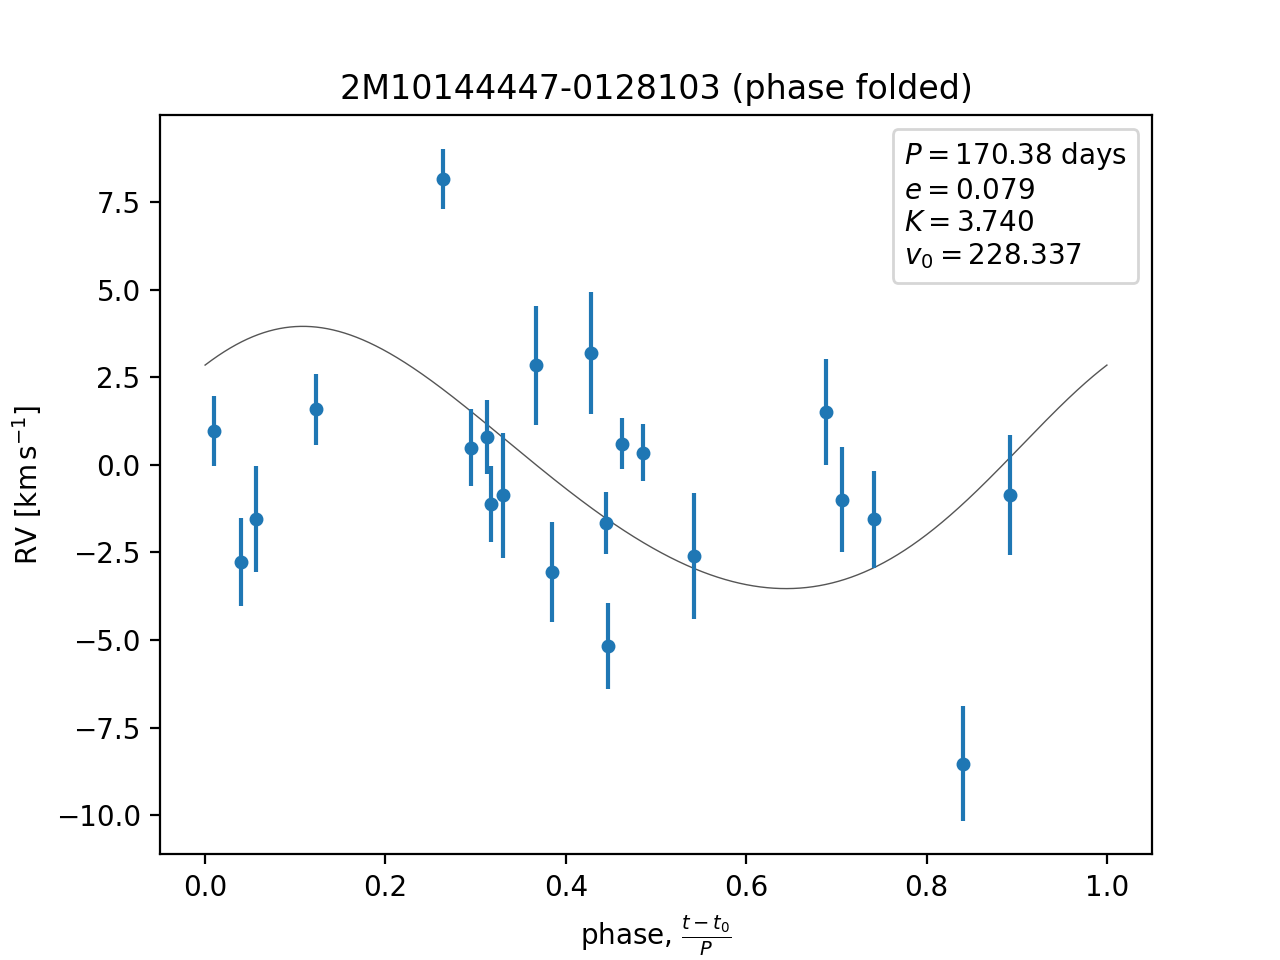 2M10144447-0128103 (phase folded)
P = 170.38 days
e = 0.079
K = 3.740
v₀ = 228.337
7.5
5.0
2.5
0.0
−2.5
−5.0
−7.5
−10.0
RV [km s⁻¹]
0.0 0.2 0.4 0.6 0.8 1.0
phase, (t − t₀)/P